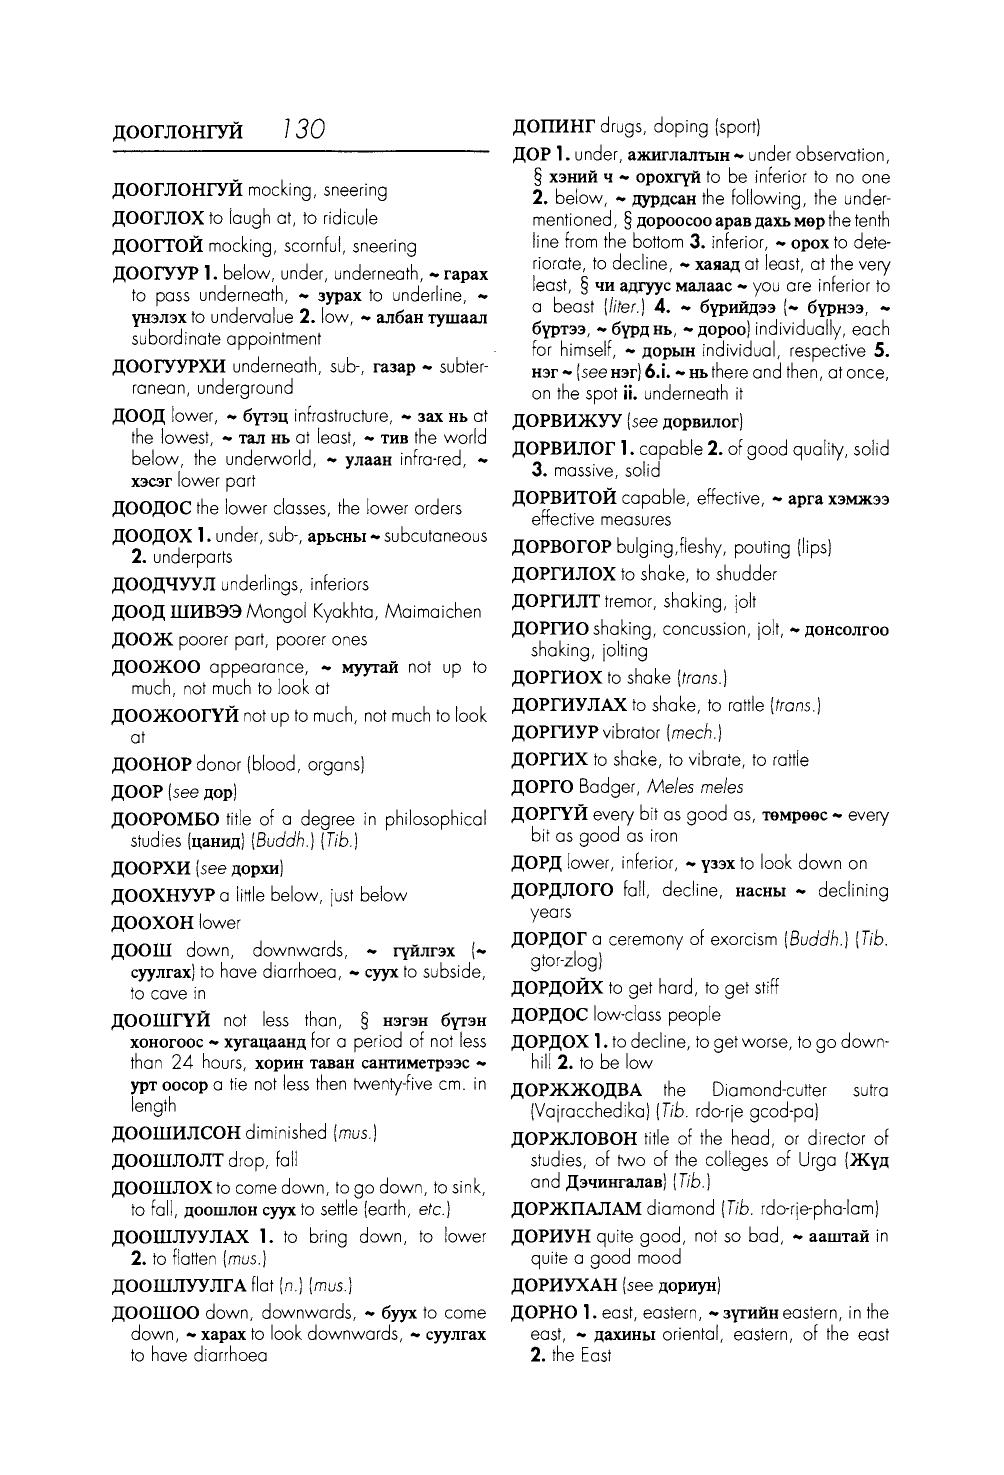 ДООГЛОНГУЙ 130
ДООГЛОНГУЙ mocking, sneering
ДООГЛОХ to laugh at, to ridicule
ДООГТОЙ mocking, scornful, sneering
ДООГУУР 1. below, under, underneath, ~ гарах
to pass underneath, ~ зурах to underline, ~
үнэлэх to undervalue 2. low, ~ албан тушаал
subordinate appointment
ДООГУУРХИ underneath, sub-, газар ~ subter-
ranean, underground
ДООД lower, ~ бүтэц infrastructure, ~ зах нь at
the lowest, ~ тал нь at least, ~ тив the world
below, the underworld, ~ улаан infra-red, ~
хэсэг lower part
ДООДОС the lower classes, the lower orders
ДООДОХ 1. under, sub-, арьсны ~ subcutaneous
2. underparts
ДООДЧУУЛ underlings, inferiors
ДООД ШИВЭЭ Mongol Kyakhta, Maimaichen
ДООЖ poorer part, poorer ones
ДООЖОО appearance, ~ муутай not up to
much, not much to look at
ДООЖООГҮЙ not up to much, not much to look
at
ДООНОР donor (blood, organs)
ДООР (see дор)
ДООРОМБО title of a degree in philosophical
studies (цанид) (Buddh.) (Tib.)
ДООРХИ (see дорхи)
ДООХНУУР a little below, just below
ДООХОН lower
ДООШ down, downwards, ~ гүйлгэх (~
суулгах) to have diarrhoea, ~ суух to subside,
to cave in
ДООШГҮЙ not less than, § нэгэн бүтэн
хоногоос ~ хугацаанд for a period of not less
than 24 hours, хорин таван сантиметрээс ~
урт оосор a tie not less then twenty-five cm. in
length
ДООШИЛСОН diminished (mus.)
ДООШЛОЛТ drop, fall
ДООШЛОХ to come down, to go down, to sink,
to fall, доошлон суух to settle (earth, etc.)
ДООШЛУУЛАХ 1. to bring down, to lower
2. to flatten (mus.)
ДООШЛУУЛГА flat (n.) (mus.)
ДООШОО down, downwards, ~ буух to come
down, ~ харах to look downwards, ~ суулгах
to have diarrhoea
ДОПИНГ drugs, doping (sport)
ДОР 1. under, ажиглалтын ~ under observation,
§ хэний ч ~ орохгүй to be inferior to no one
2. below, ~ дурдсан the following, the under-
mentioned, § дороосоо арав дахь мөр the tenth
line from the bottom 3. inferior, ~ орох to dete-
riorate, to decline, ~ хаяад at least, at the very
least, § чи адгуус малаас ~ you are inferior to
a beast (liter.) 4. ~ бүрийдээ (~ бүрнээ, ~
бүртээ, ~ бүрд нь, ~ дороо) individually, each
for himself, ~ дорын individual, respective 5.
нэг ~ (see нэг) 6.i. ~ нь there and then, at once,
on the spot ii. underneath it
ДОРВИЖУУ (see дорвилог)
ДОРВИЛОГ 1. capable 2. of good quality, solid
3. massive, solid
ДОРВИТОЙ capable, effective, ~ арга хэмжээ
effective measures
ДОРВОГОР bulging,fleshy, pouting (lips)
ДОРГИЛОХ to shake, to shudder
ДОРГИЛТ tremor, shaking, jolt
ДОРГИО shaking, concussion, jolt, ~ донсолгоо
shaking, jolting
ДОРГИОХ to shake (trans.)
ДОРГИУЛАХ to shake, to rattle (trans.)
ДОРГИУР vibrator (mech.)
ДОРГИХ to shake, to vibrate, to rattle
ДОРГО Badger, Meles meles
ДОРГҮЙ every bit as good as, төмрөөс ~ every
bit as good as iron
ДОРД lower, inferior, ~ үзэх to look down on
ДОРДЛОГО fall, decline, насны ~ declining
years
ДОРДОГ a ceremony of exorcism (Buddh.) (Tib.
gtor-zlog)
ДОРДОЙХ to get hard, to get stiff
ДОРДОС low-class people
ДОРДОХ 1. to decline, to get worse, to go down-
hill 2. to be low
ДОРЖЖОДВА the Diamond-cutter sutra
(Vajracchedika) (Tib. rdo-rje gcod-pa)
ДОРЖЛОВОН title of the head, or director of
studies, of two of the colleges of Urga (Жүд
and Дэчингалав) (Tib.)
ДОРЖПАЛАМ diamond (Tib. rdo-rje-pha-lam)
ДОРИУН quite good, not so bad, ~ ааштай in
quite a good mood
ДОРИУХАН (see дориун)
ДОРНО 1. east, eastern, ~ зүгийн eastern, in the
east, ~ дахины oriental, eastern, of the east
2. the East